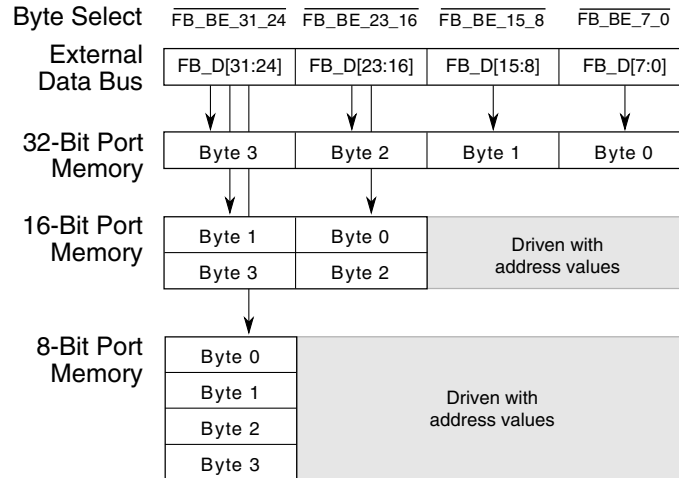 Byte Select FB_BE_31_24 FB_BE_23_16 FB_BE_15_8 FB_BE_7_0
External
Data Bus
FB_D[31:24] FB_D[23:16] FB_D[15:8] FB_D[7:0]
32-Bit Port
Memory
Byte 3 Byte 2 Byte 1 Byte 0
16-Bit Port
Memory
Byte 1 Byte 0
Byte 3 Byte 2
Driven with
address values
8-Bit Port
Memory
Byte 0
Byte 1
Byte 2
Byte 3
Driven with
address values